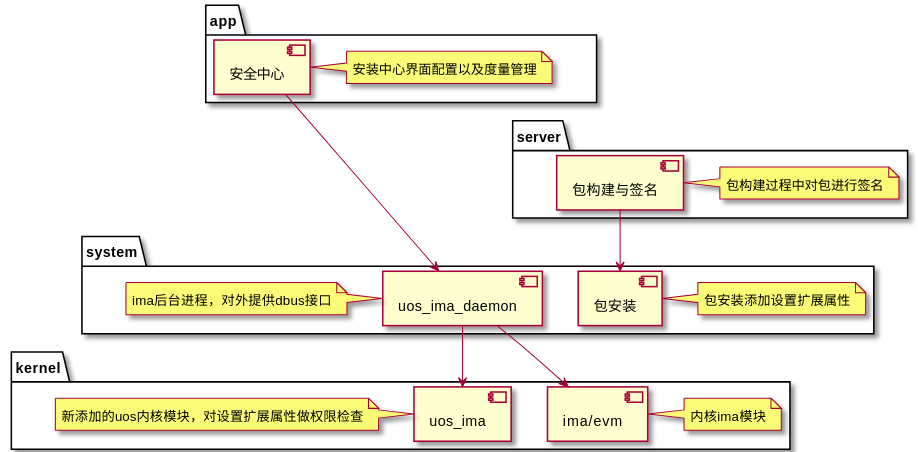 app
安全中心
安装中心界面配置以及度量管理
server
包构建与签名
包构建过程中对包进行签名
system
ima后台进程，对外提供dbus接口
uos_ima_daemon
包安装
包安装添加设置扩展属性
kernel
新添加的uos内核模块，对设置扩展属性做权限检查
uos_ima
ima/evm
内核ima模块